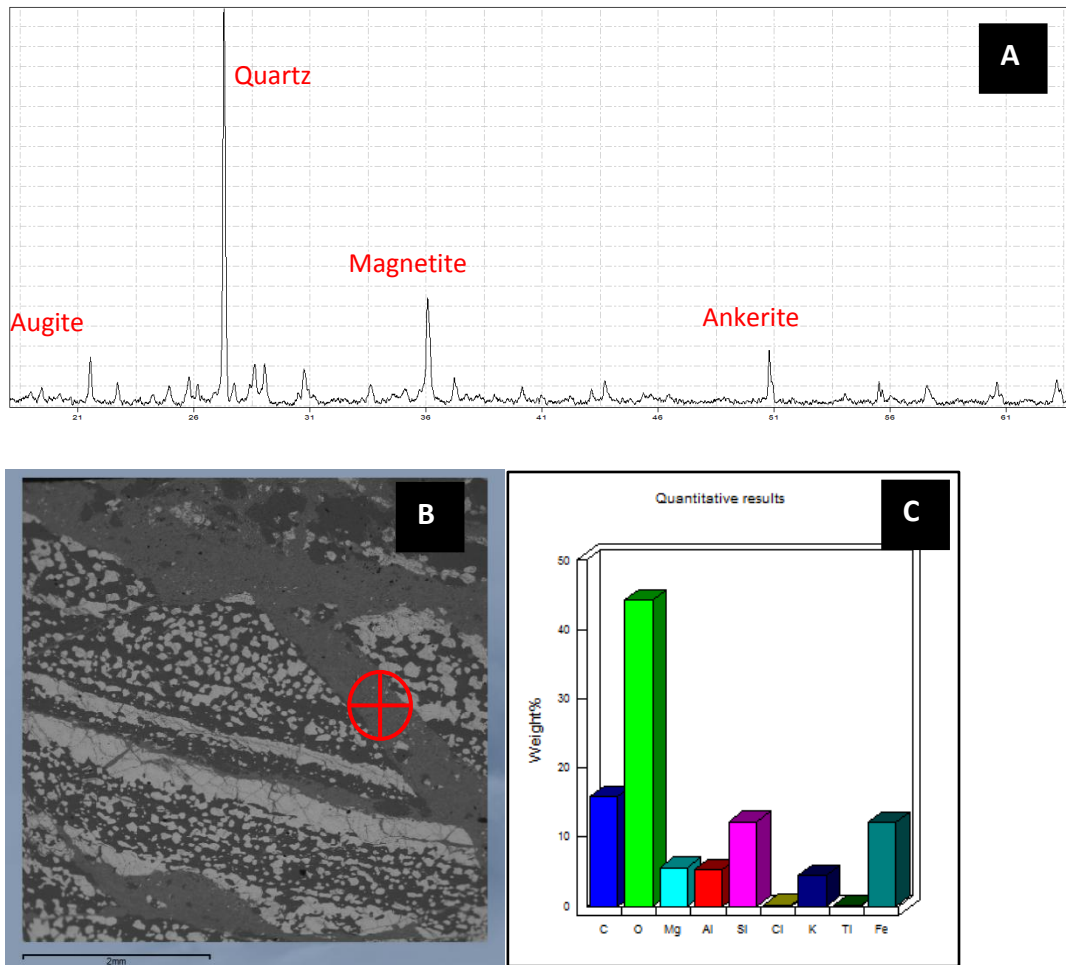 A
Quartz
Magnetite
Augite
Ankerite
21 26 31 36 41 46 51 56 61
B
2mm
C
Quantitative results
Weight%
50
40
30
20
10
0
C O Mg Al Si Cl K Ti Fe